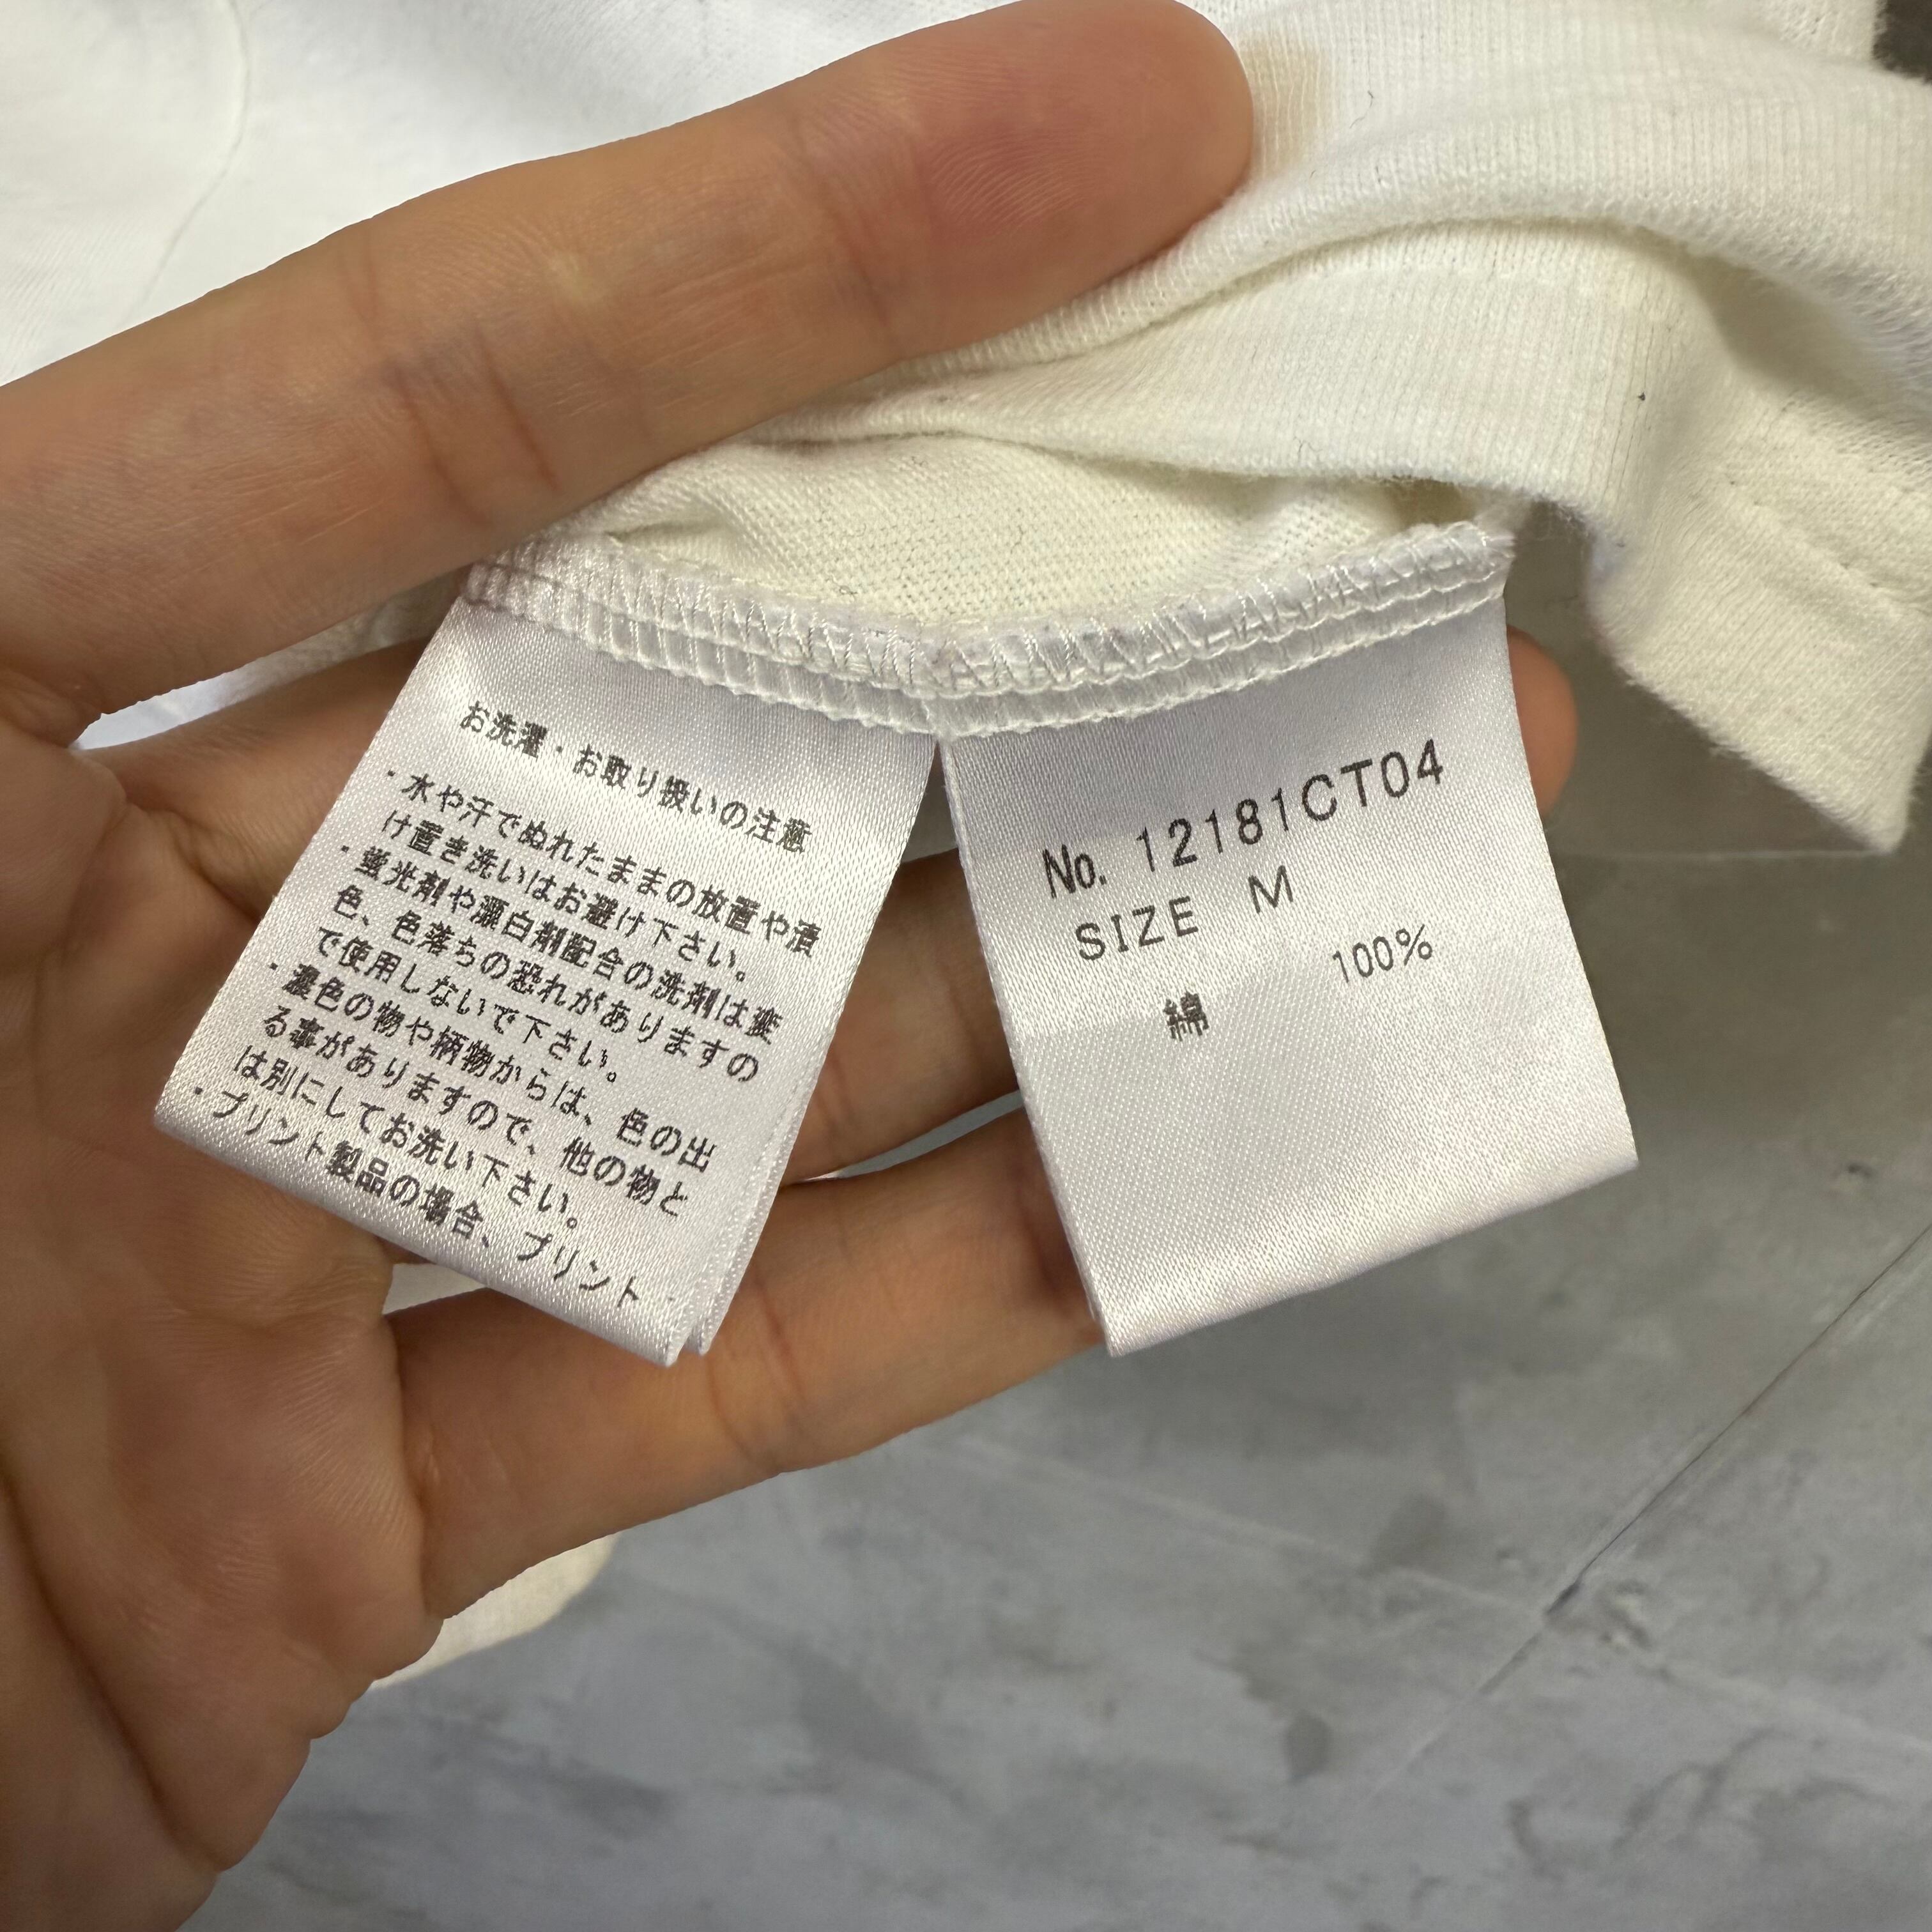 お洗濯・お取り扱いの注意
・水や汗でぬれたままの放置や漬
け置き洗いはお避け下さい。
・蛍光剤や漂白剤配合の洗剤は変
色、色落ちの恐れがありますの
で使用しないで下さい。
・濃色の物や柄物からは、色の出
る事がありますので、他の物と
は別にしてお洗い下さい。
・プリント製品の場合、プリント
No. 12181CT04
SIZE M
綿 100%